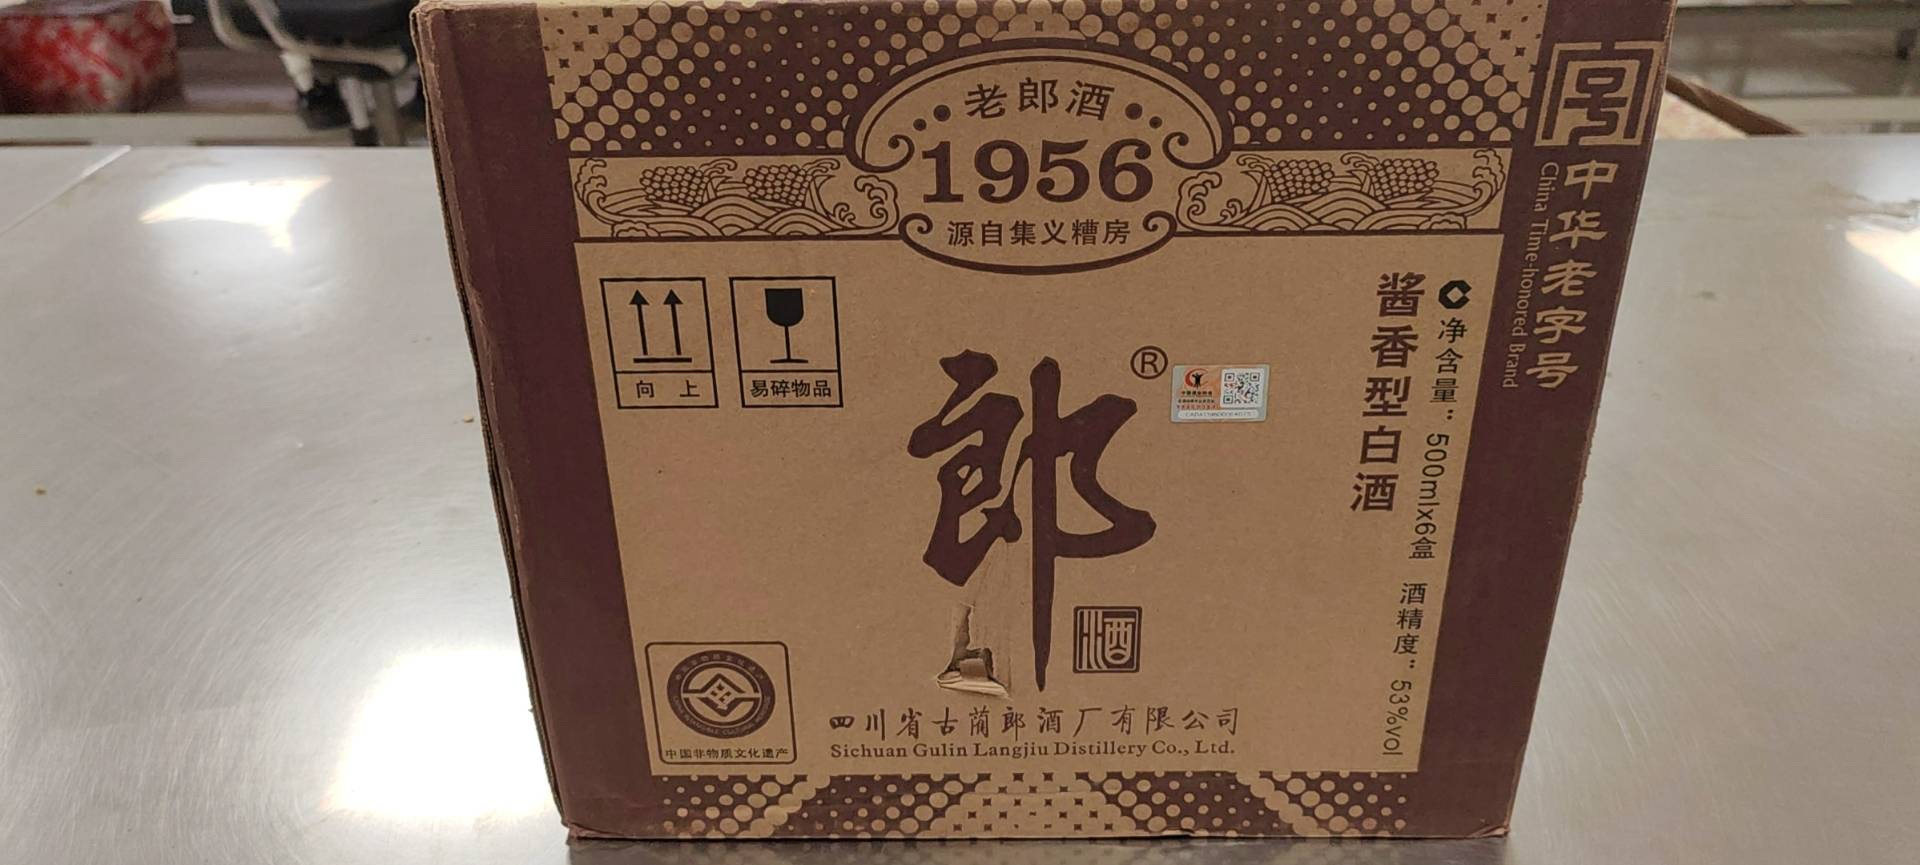 老郎酒
1956
源自集义糟房
号
中华老字号
China Time-honored Brand
向 上
易碎物品
郎®
酒
酱香型白酒
净含量：500mlx6盒 酒精度：53%vol
中国非物质文化遗产
四川省古蔺郎酒厂有限公司
Sichuan Gulin Langjiu Distillery Co., Ltd.